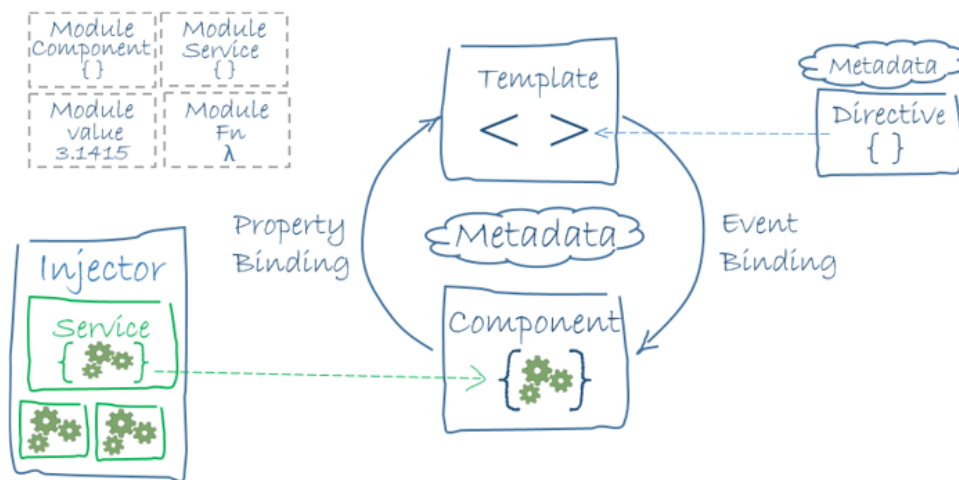 Module
Component
{ }
Module
Service
{ }
Module
value
3.1415
Module
Fn
λ
Template
< >
Metadata
Directive
{ }
Property
Binding
Metadata
Event
Binding
Injector
Service
{ }
Component
{ }